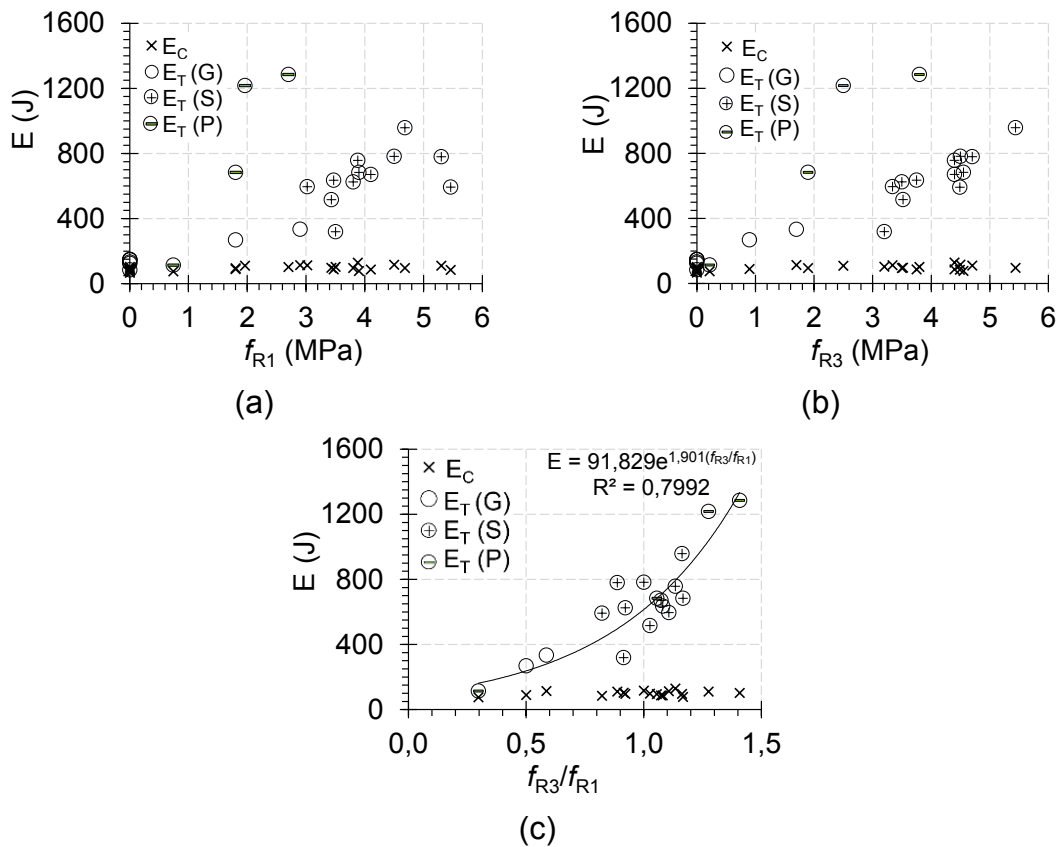 1600
1200
800
400
0
E (J)
E_C
E_T (G)
E_T (S)
E_T (P)
0 1 2 3 4 5 6
f_R1 (MPa)
(a)
1600
1200
800
400
0
E (J)
E_C
E_T (G)
E_T (S)
E_T (P)
0 1 2 3 4 5 6
f_R3 (MPa)
(b)
1600
1200
800
400
0
E (J)
E_C
E_T (G)
E_T (S)
E_T (P)
E = 91,829e^1,901(f_R3/f_R1)
R² = 0,7992
0,0 0,5 1,0 1,5
f_R3/f_R1
(c)